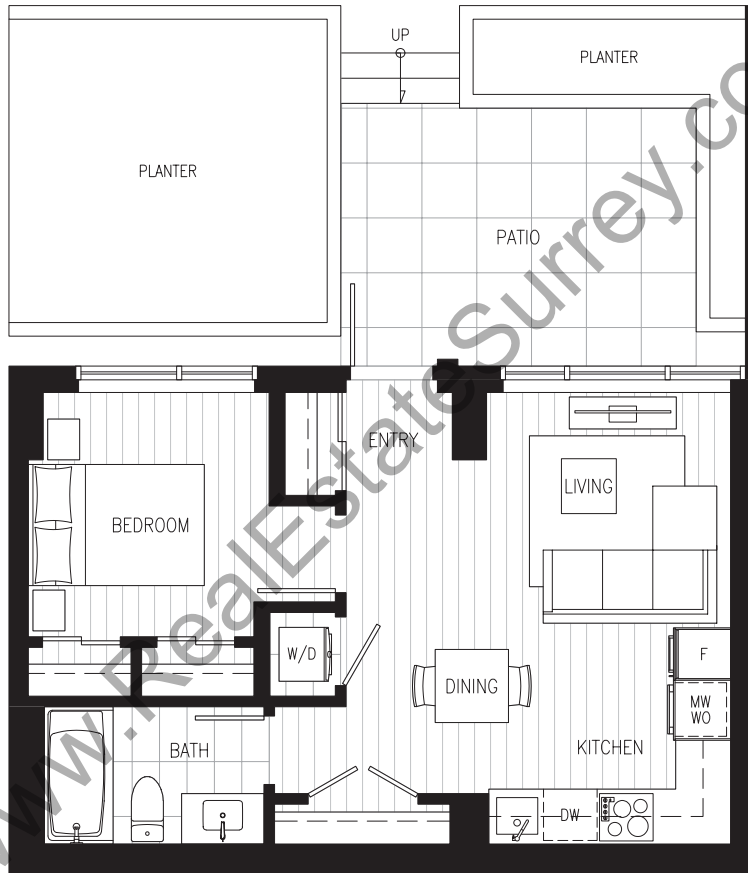 UP
PLANTER
PLANTER
PATIO
ENTRY
LIVING
BEDROOM
W/D
F
DINING
MW
WO
BATH
KITCHEN
DW
www.RealEstateSurrey.co